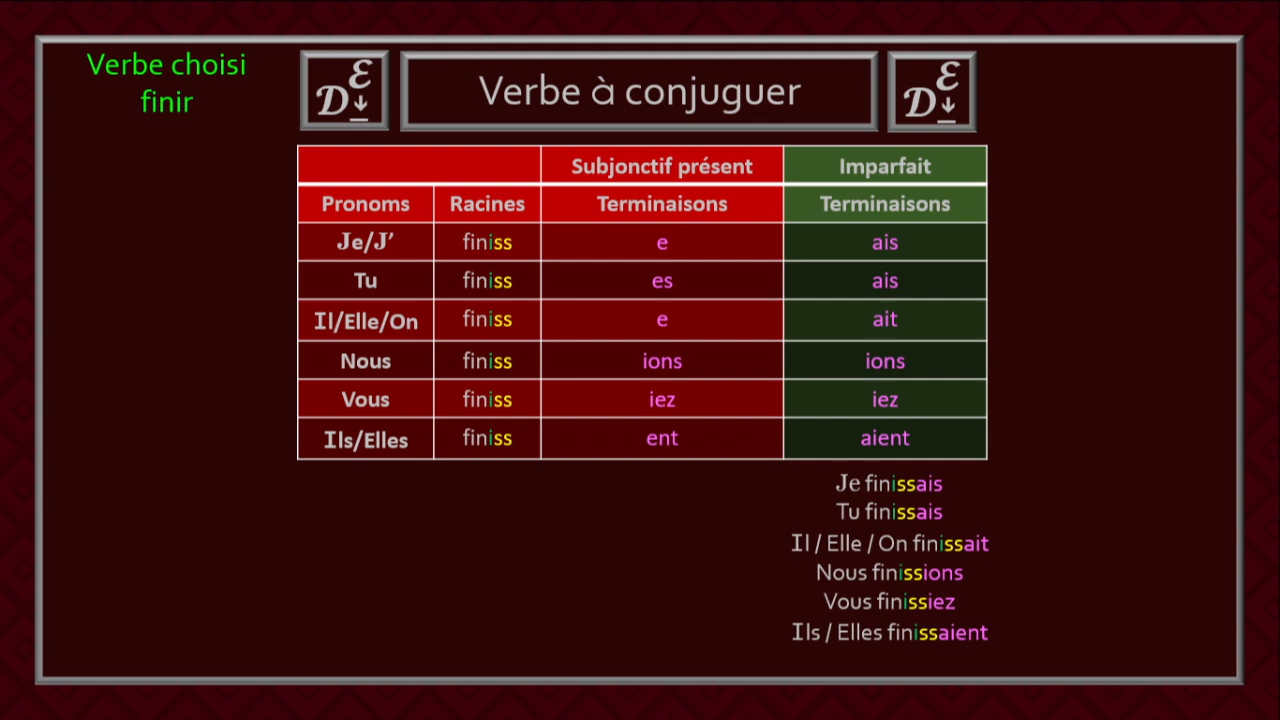 Verbe choisi
finir
D E
Verbe à conjuguer
D E
Subjonctif présent Imparfait
Pronoms Racines Terminaisons Terminaisons
Je/J’ finiss e ais
Tu finiss es ais
Il/Elle/On finiss e ait
Nous finiss ions ions
Vous finiss iez iez
Ils/Elles finiss ent aient
Je finissais
Tu finissais
Il / Elle / On finissait
Nous finissions
Vous finissiez
Ils / Elles finissaient